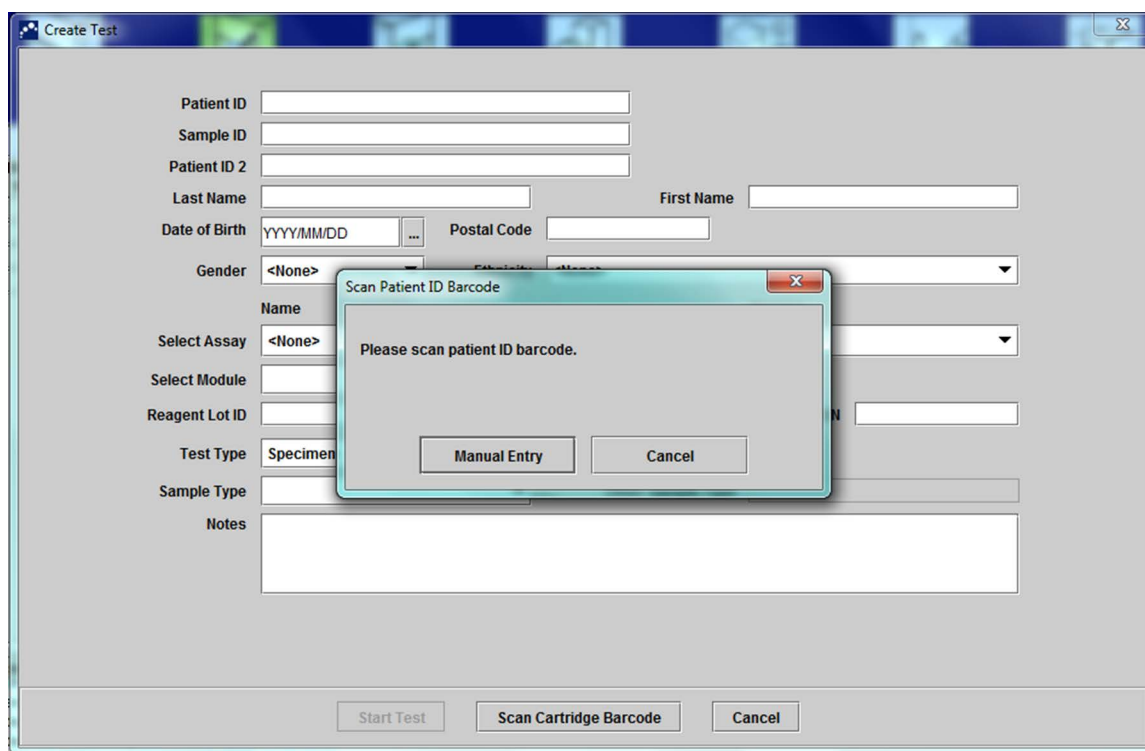 Create Test
Patient ID
Sample ID
Patient ID 2
Last Name First Name
Date of Birth YYYY/MM/DD ... Postal Code
Gender <None> Ethnicity <None>
Scan Patient ID Barcode
Name
Select Assay <None>
Please scan patient ID barcode.
Select Module
Reagent Lot ID N
Manual Entry Cancel
Test Type Specimen
Sample Type
Notes
Start Test Scan Cartridge Barcode Cancel